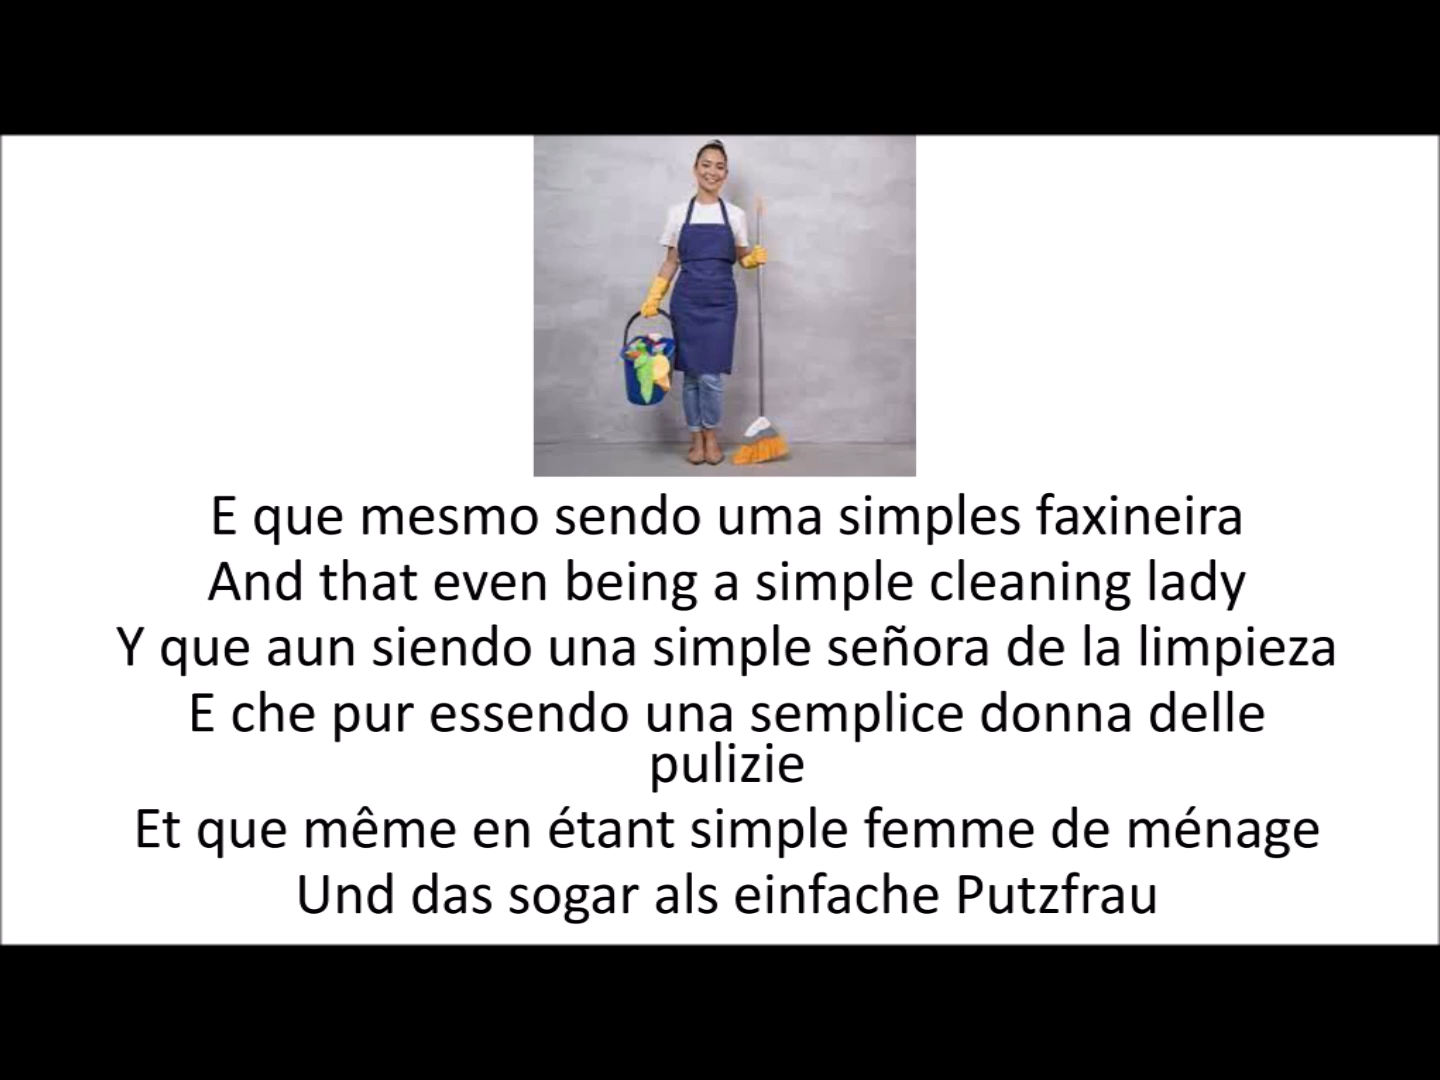 E que mesmo sendo uma simples faxineira
And that even being a simple cleaning lady
Y que aun siendo una simple señora de la limpieza
E che pur essendo una semplice donna delle
pulizie
Et que même en étant simple femme de ménage
Und das sogar als einfache Putzfrau